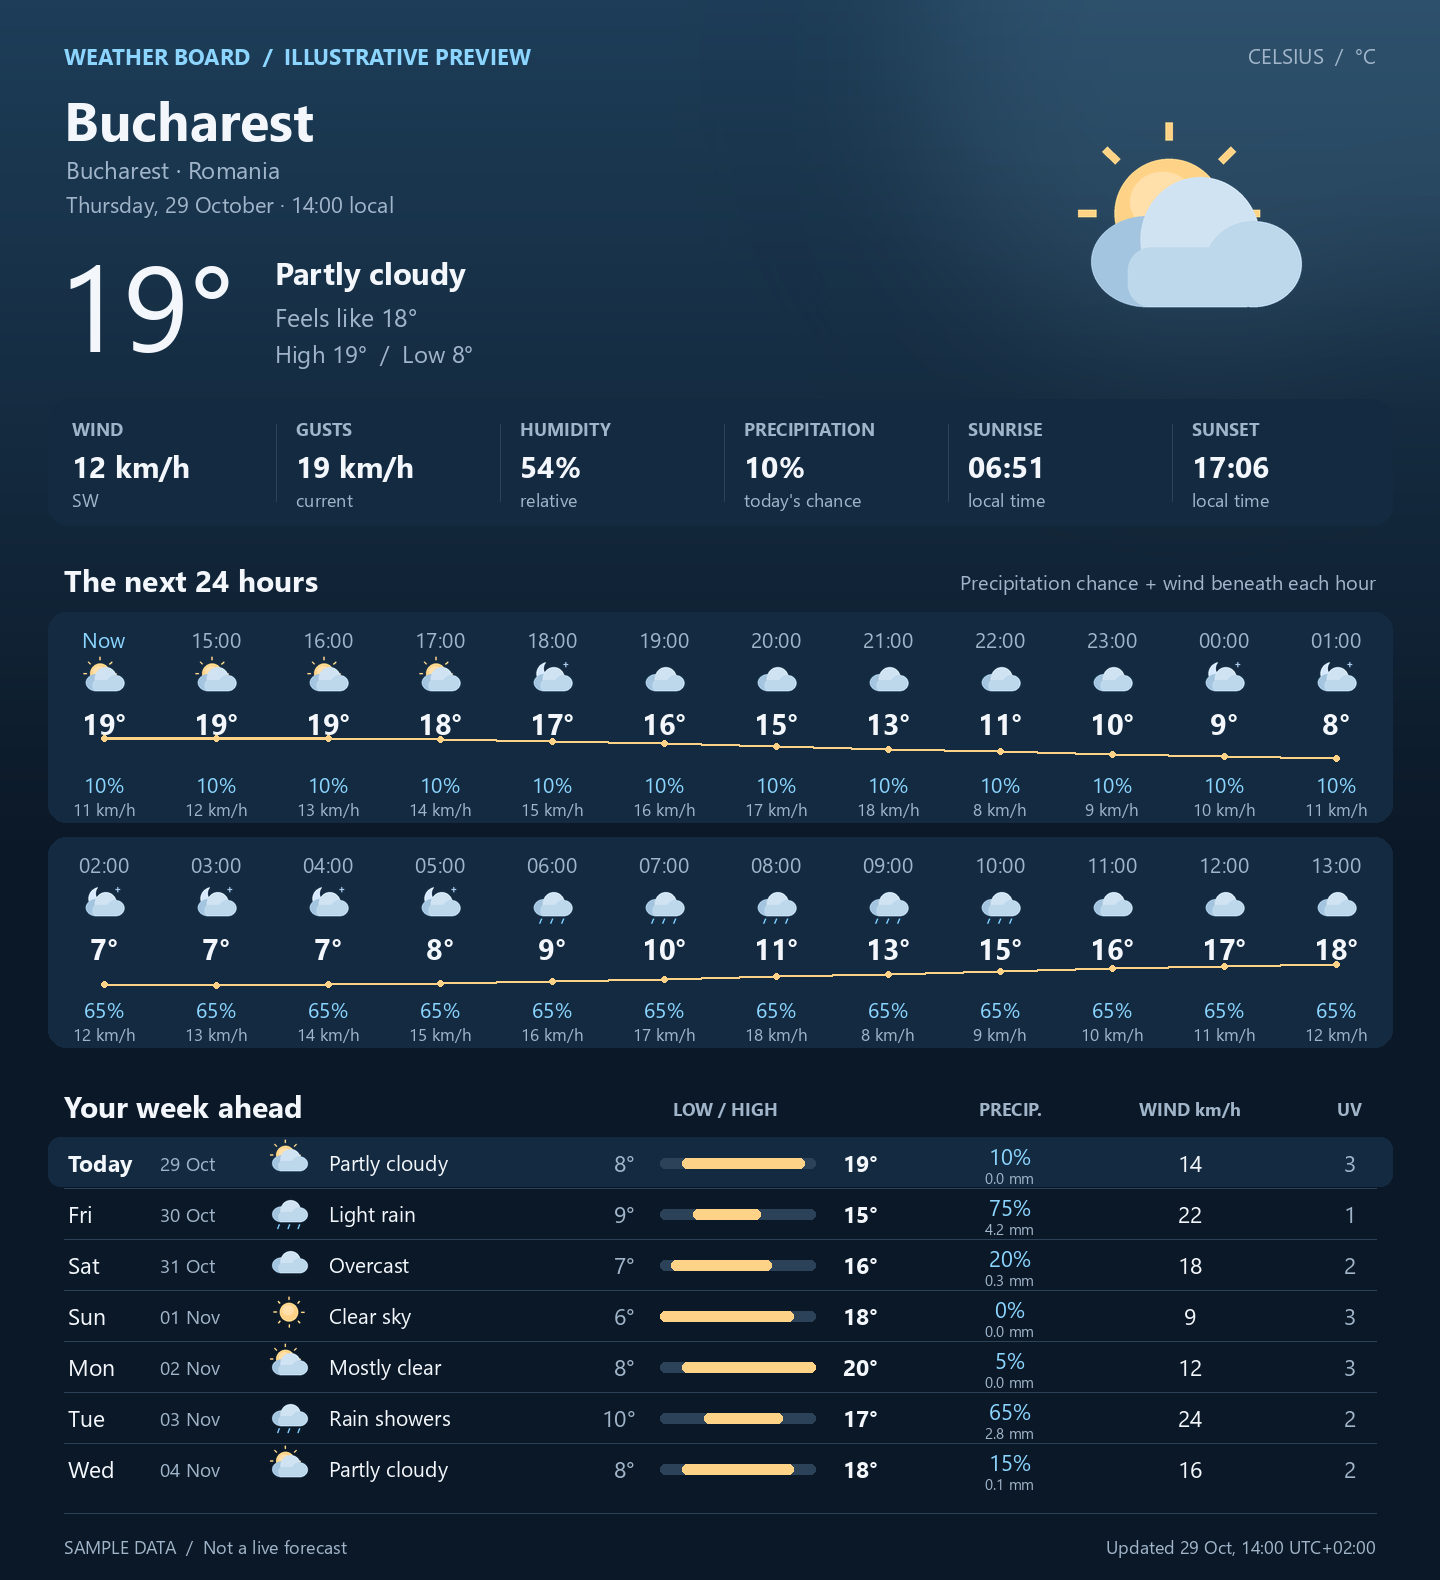 WEATHER BOARD / ILLUSTRATIVE PREVIEW
CELSIUS / °C
Bucharest
Bucharest · Romania
Thursday, 29 October · 14:00 local
19°
Partly cloudy
Feels like 18°
High 19° / Low 8°
WIND GUSTS HUMIDITY PRECIPITATION SUNRISE SUNSET
12 km/h 19 km/h 54% 10% 06:51 17:06
SW current relative today's chance local time local time
The next 24 hours
Precipitation chance + wind beneath each hour
Now 15:00 16:00 17:00 18:00 19:00 20:00 21:00 22:00 23:00 00:00 01:00
19° 19° 19° 18° 17° 16° 15° 13° 11° 10° 9° 8°
10% 10% 10% 10% 10% 10% 10% 10% 10% 10% 10% 10%
11 km/h 12 km/h 13 km/h 14 km/h 15 km/h 16 km/h 17 km/h 18 km/h 8 km/h 9 km/h 10 km/h 11 km/h
02:00 03:00 04:00 05:00 06:00 07:00 08:00 09:00 10:00 11:00 12:00 13:00
7° 7° 7° 8° 9° 10° 11° 13° 15° 16° 17° 18°
65% 65% 65% 65% 65% 65% 65% 65% 65% 65% 65% 65%
12 km/h 13 km/h 14 km/h 15 km/h 16 km/h 17 km/h 18 km/h 8 km/h 9 km/h 10 km/h 11 km/h 12 km/h
Your week ahead LOW / HIGH PRECIP. WIND km/h UV
Today 29 Oct Partly cloudy 8° 19° 10% 14 3
0.0 mm
Fri 30 Oct Light rain 9° 15° 75% 22 1
4.2 mm
Sat 31 Oct Overcast 7° 16° 20% 18 2
0.3 mm
Sun 01 Nov Clear sky 6° 18° 0% 9 3
0.0 mm
Mon 02 Nov Mostly clear 8° 20° 5% 12 3
0.0 mm
Tue 03 Nov Rain showers 10° 17° 65% 24 2
2.8 mm
Wed 04 Nov Partly cloudy 8° 18° 15% 16 2
0.1 mm
SAMPLE DATA / Not a live forecast
Updated 29 Oct, 14:00 UTC+02:00